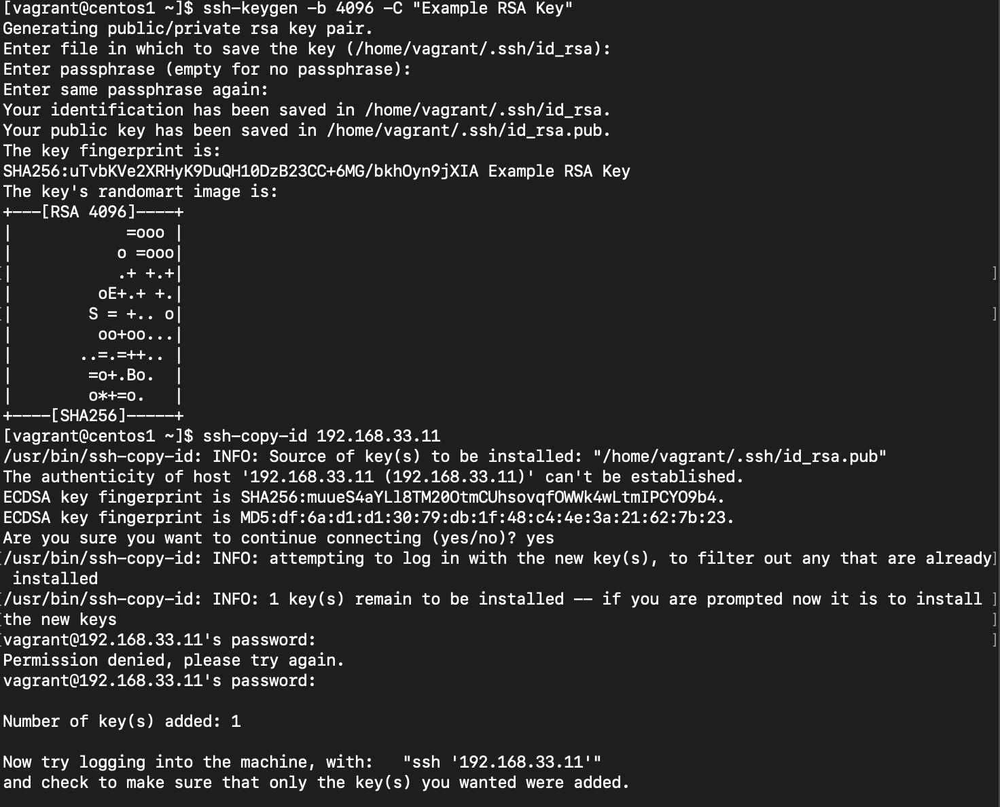 [vagrant@centos1 ~]$ ssh-keygen -b 4096 -C "Example RSA Key"
Generating public/private rsa key pair.
Enter file in which to save the key (/home/vagrant/.ssh/id_rsa):
Enter passphrase (empty for no passphrase):
Enter same passphrase again:
Your identification has been saved in /home/vagrant/.ssh/id_rsa.
Your public key has been saved in /home/vagrant/.ssh/id_rsa.pub.
The key fingerprint is:
SHA256:uTvbKVe2XRHyK9DuQH10DzB23CC+6MG/bkhOyn9jXIA Example RSA Key
The key's randomart image is:
+---[RSA 4096]----+
|            =ooo |
|           o =ooo|
|           .+ +.+|
|         oE+.+ +.|
|        S = +.. o|
|         oo+oo...|
|       ..=.=++.. |
|        =o+.Bo.  |
|        o*+=o.   |
+----[SHA256]-----+
[vagrant@centos1 ~]$ ssh-copy-id 192.168.33.11
/usr/bin/ssh-copy-id: INFO: Source of key(s) to be installed: "/home/vagrant/.ssh/id_rsa.pub"
The authenticity of host '192.168.33.11 (192.168.33.11)' can't be established.
ECDSA key fingerprint is SHA256:muueS4aYLl8TM20OtmCUhsovqfOWWk4wLtmIPCYO9b4.
ECDSA key fingerprint is MD5:df:6a:d1:d1:30:79:db:1f:48:c4:4e:3a:21:62:7b:23.
Are you sure you want to continue connecting (yes/no)? yes
/usr/bin/ssh-copy-id: INFO: attempting to log in with the new key(s), to filter out any that are already
 installed
/usr/bin/ssh-copy-id: INFO: 1 key(s) remain to be installed -- if you are prompted now it is to install
the new keys
vagrant@192.168.33.11's password:
Permission denied, please try again.
vagrant@192.168.33.11's password:

Number of key(s) added: 1

Now try logging into the machine, with:   "ssh '192.168.33.11'"
and check to make sure that only the key(s) you wanted were added.